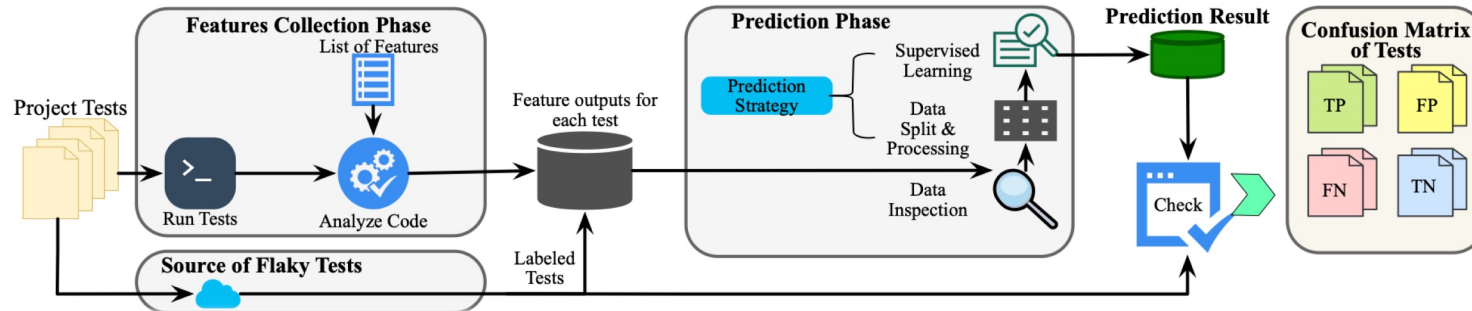 Project Tests
Features Collection Phase
List of Features
>_
Run Tests
Analyze Code
Source of Flaky Tests
Feature outputs for
each test
Labeled
Tests
Prediction Phase
Prediction
Strategy
Supervised
Learning
Data
Split &
Processing
Data
Inspection
Prediction Result
Check
Confusion Matrix
of Tests
TP
FP
FN
TN